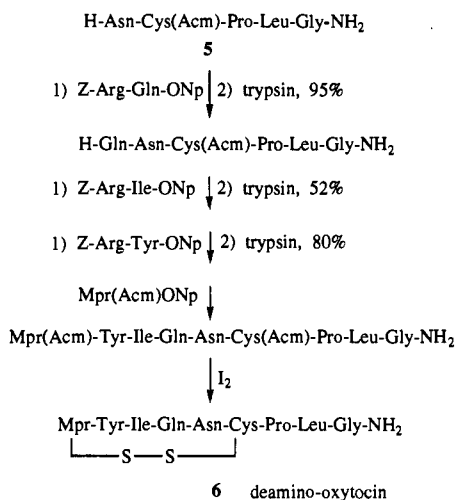 H-Asn-Cys(Acm)-Pro-Leu-Gly-NH2
5
1) Z-Arg-Gln-ONp 2) trypsin, 95%
H-Gln-Asn-Cys(Acm)-Pro-Leu-Gly-NH2
1) Z-Arg-Ile-ONp 2) trypsin, 52%
1) Z-Arg-Tyr-ONp 2) trypsin, 80%
Mpr(Acm)ONp
Mpr(Acm)-Tyr-Ile-Gln-Asn-Cys(Acm)-Pro-Leu-Gly-NH2
I2
Mpr-Tyr-Ile-Gln-Asn-Cys-Pro-Leu-Gly-NH2
S S
6 deamino-oxytocin